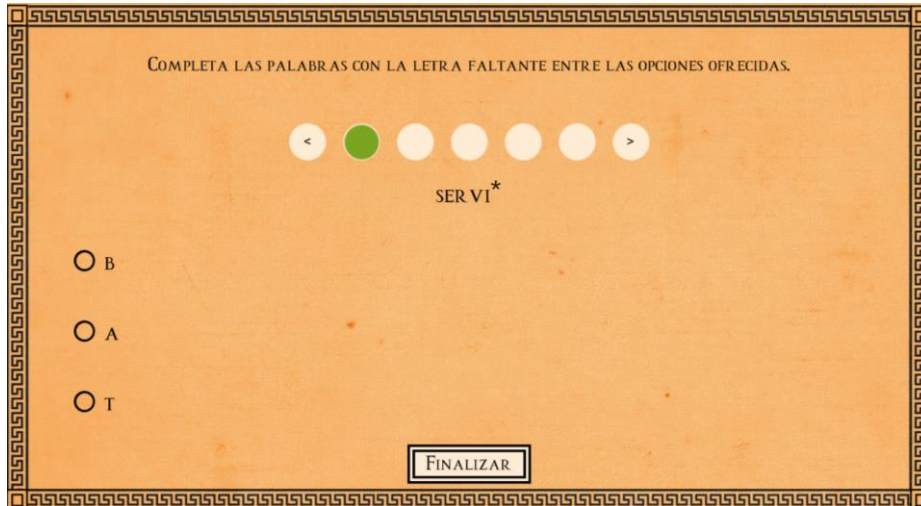 Completa las palabras con la letra faltante entre las opciones ofrecidas.
< >
SERVI*
B
A
T
Finalizar